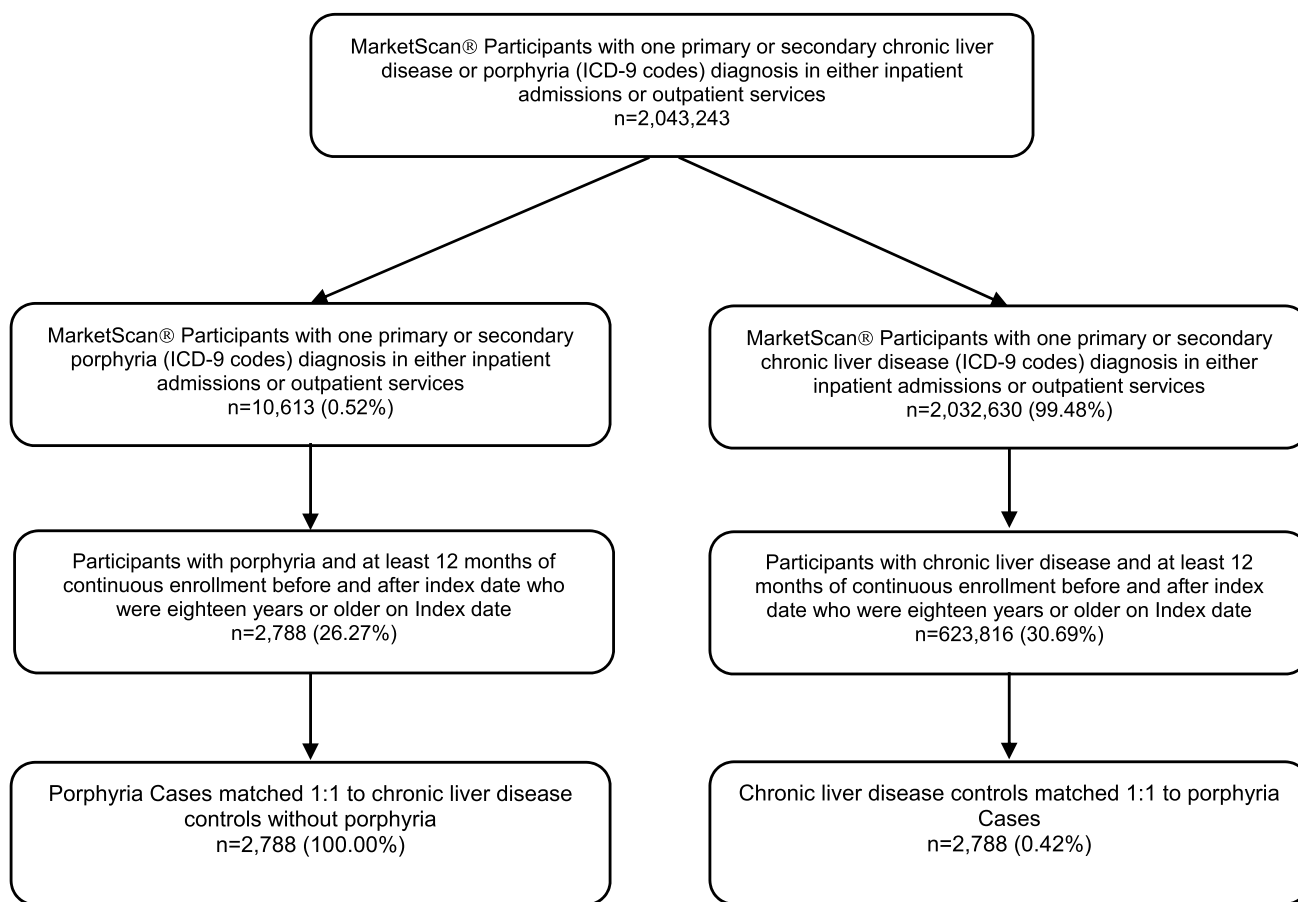 MarketScan® Participants with one primary or secondary chronic liver
disease or porphyria (ICD-9 codes) diagnosis in either inpatient
admissions or outpatient services
n=2,043,243
MarketScan® Participants with one primary or secondary
porphyria (ICD-9 codes) diagnosis in either inpatient
admissions or outpatient services
n=10,613 (0.52%)
MarketScan® Participants with one primary or secondary
chronic liver disease (ICD-9 codes) diagnosis in either
inpatient admissions or outpatient services
n=2,032,630 (99.48%)
Participants with porphyria and at least 12 months of
continuous enrollment before and after index date who
were eighteen years or older on Index date
n=2,788 (26.27%)
Participants with chronic liver disease and at least 12
months of continuous enrollment before and after index
date who were eighteen years or older on Index date
n=623,816 (30.69%)
Porphyria Cases matched 1:1 to chronic liver disease
controls without porphyria
n=2,788 (100.00%)
Chronic liver disease controls matched 1:1 to porphyria
Cases
n=2,788 (0.42%)